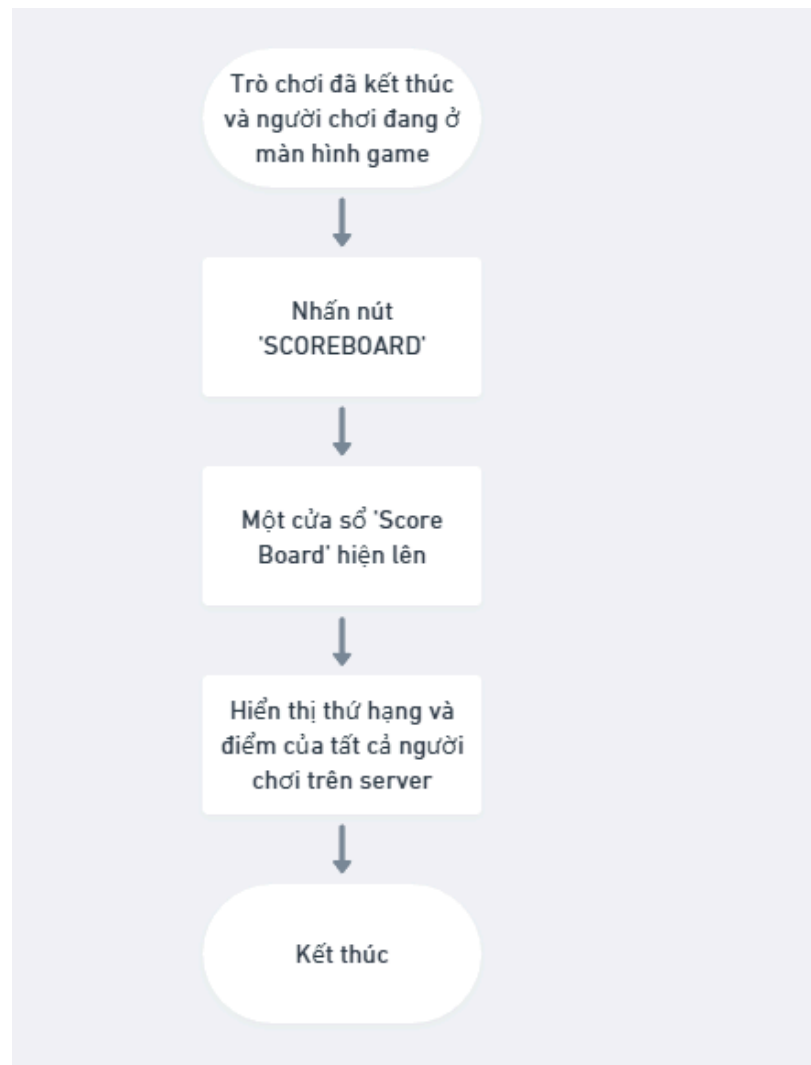 Trò chơi đã kết thúc
và người chơi đang ở
màn hình game
Nhấn nút
'SCOREBOARD'
Một cửa sổ 'Score
Board' hiện lên
Hiển thị thứ hạng và
điểm của tất cả người
chơi trên server
Kết thúc